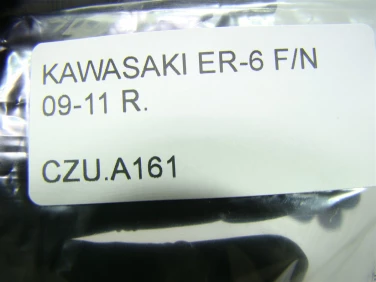 KAWASAKI ER-6 F/N
09-11 R.
CZU.A161